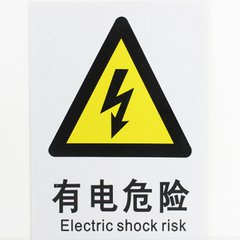 有电危险
Electric shock risk